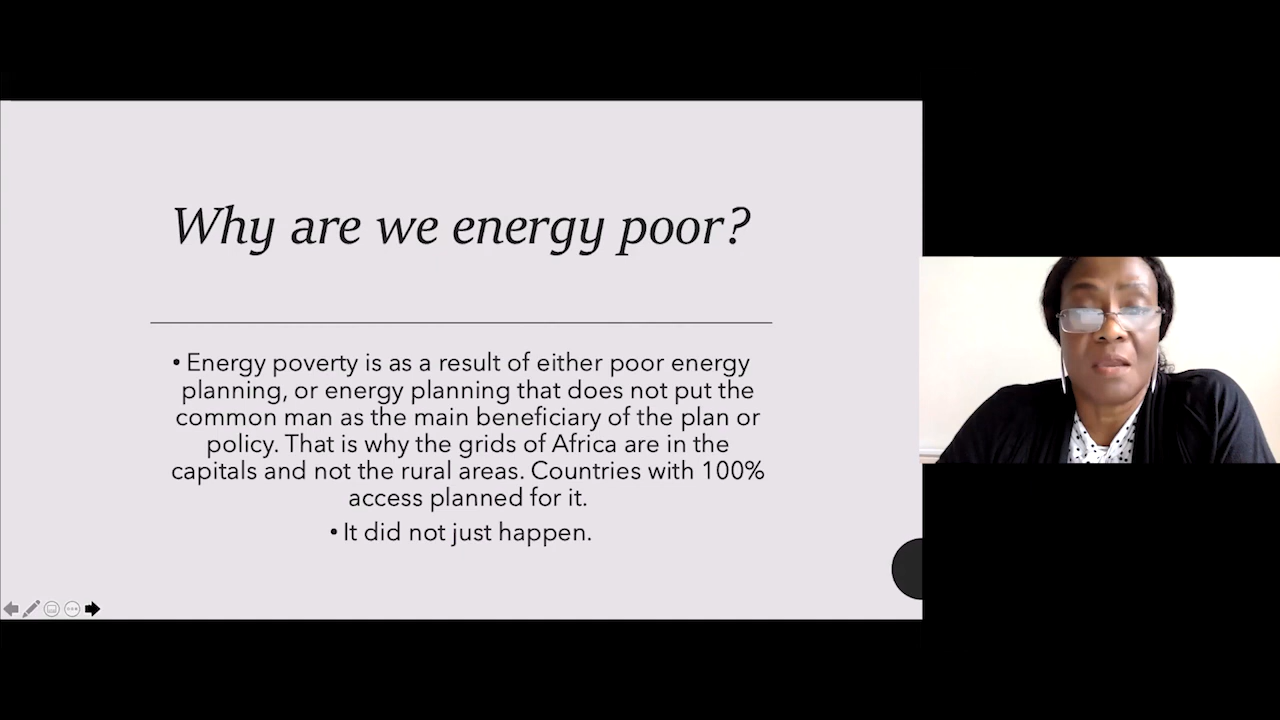 Why are we energy poor?
• Energy poverty is as a result of either poor energy
planning, or energy planning that does not put the
common man as the main beneficiary of the plan or
policy. That is why the grids of Africa are in the
capitals and not the rural areas. Countries with 100%
access planned for it.
• It did not just happen.